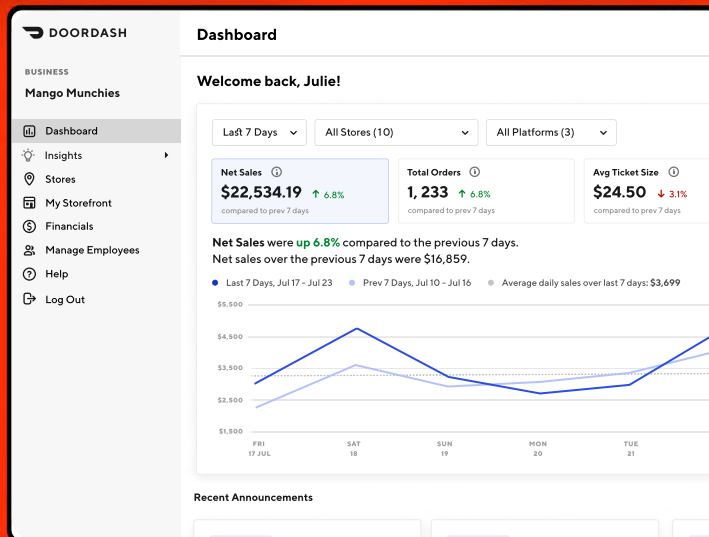 DOORDASH
BUSINESS
Mango Munchies
Dashboard
Insights
Stores
My Storefront
Financials
Manage Employees
Help
Log Out
Dashboard
Welcome back, Julie!
Last 7 Days
All Stores (10)
All Platforms (3)
Net Sales
$22,534.19 6.8%
compared to prev 7 days
Total Orders
1, 233 6.8%
compared to prev 7 days
Avg Ticket Size
$24.50 3.1%
compared to prev 7 days
Net Sales were up 6.8% compared to the previous 7 days.
Net sales over the previous 7 days were $16,859.
Last 7 Days, Jul 17 - Jul 23
Prev 7 Days, Jul 10 - Jul 16
Average daily sales over last 7 days: $3,699
$5,500
$4,500
$3,500
$2,500
$1,500
FRI
17 JUL
SAT
18
SUN
19
MON
20
TUE
21
Recent Announcements